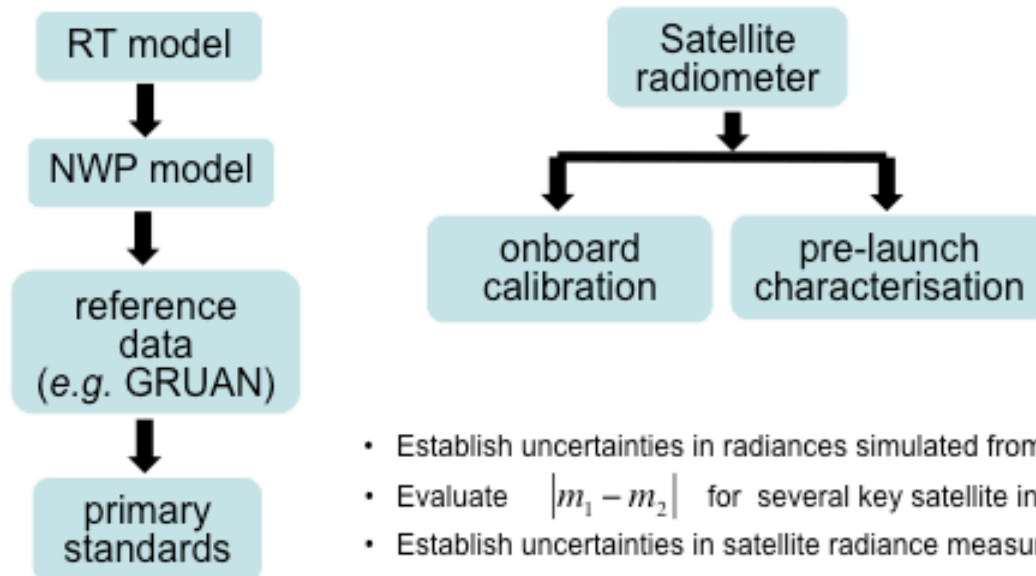 RT model
NWP model
reference
data
(e.g. GRUAN)
primary
standards
Satellite
radiometer
onboard
calibration
pre-launch
characterisation
• Establish uncertainties in radiances simulated from
• Evaluate |m₁ − m₂| for several key satellite in
• Establish uncertainties in satellite radiance measur